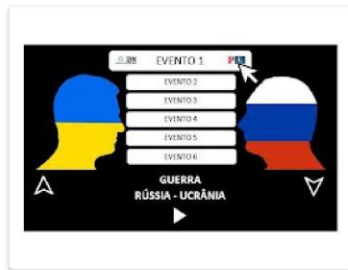 EVENTO 1
EVENTO 2
EVENTO 3
EVENTO 4
EVENTO 5
EVENTO 6
GUERRA
RÚSSIA - UCRÂNIA